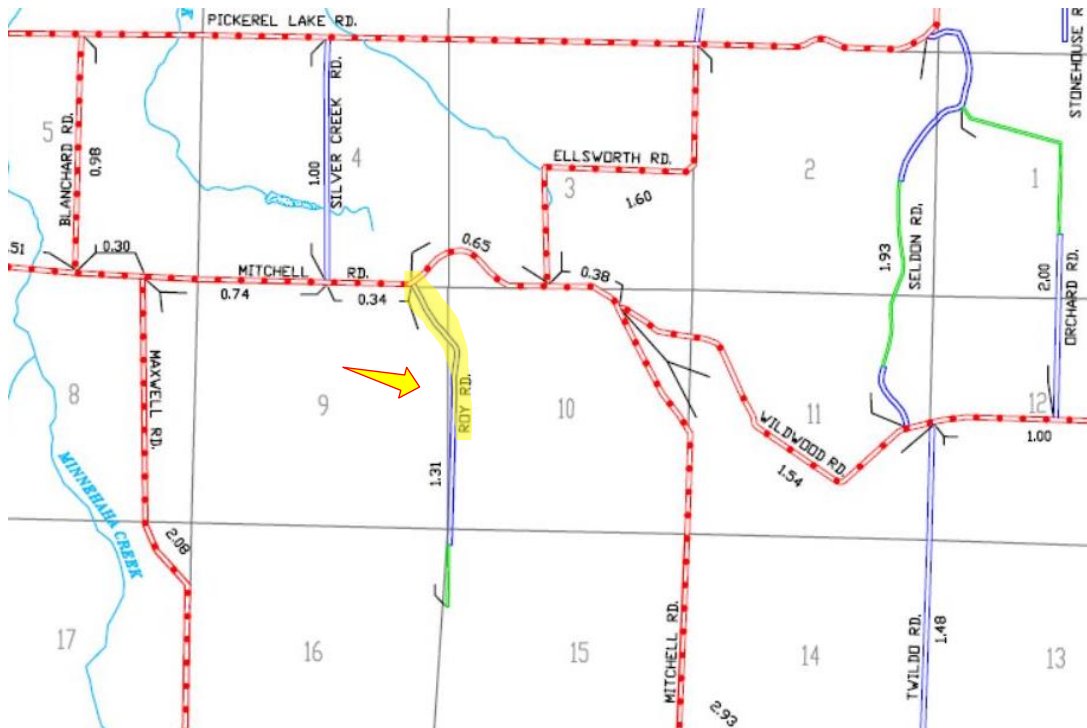 PICKEREL LAKE RD.
STONEHOUSE R
5
BLANCHARD RD.
0.98
1.00
SILVER CREEK RD.
4
ELLSWORTH RD.
3
1.60
2
1
1.93
SELDON RD.
2.00
ORCHARD RD.
.51
0.30
MITCHELL RD.
0.74
0.34
0.65
0.38
8
MAXWELL RD.
9
ROY RD.
1.31
10
11
WILDWOOD RD.
1.54
12
1.00
MINNEHAHA CREEK
2.08
17
16
15
MITCHELL RD.
2.93
14
TWILDO RD.
1.48
13
K